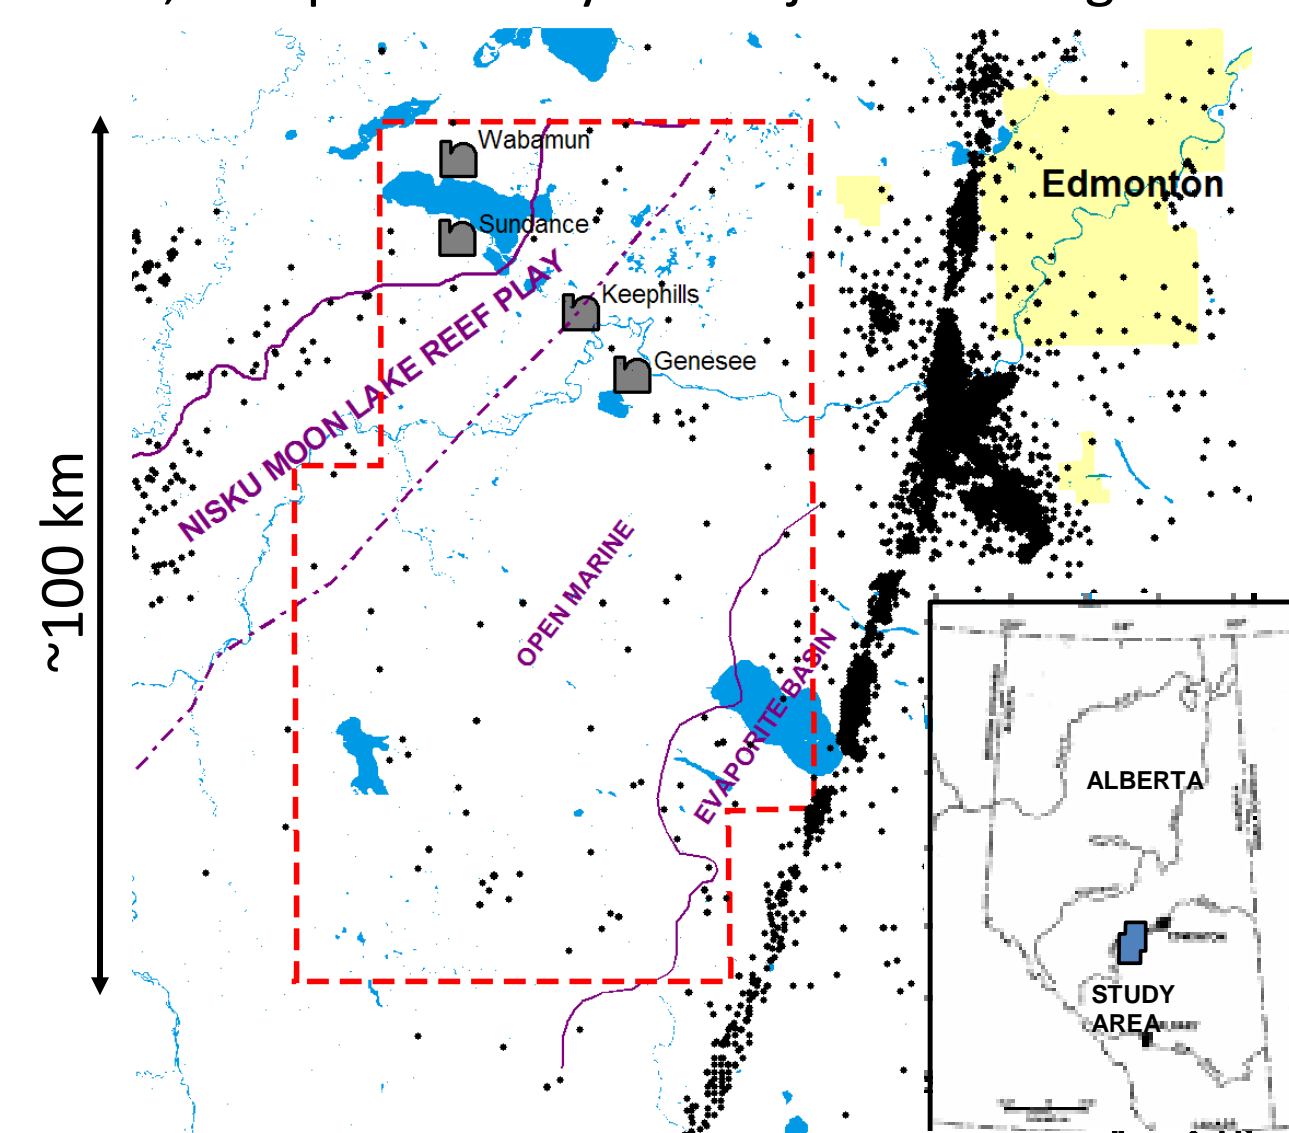 Wabamun
Edmonton
Sundance
NISKU MOON LAKE REEF PLAY
Keephills
Genesee
~100 km
OPEN MARINE
EVAPORITE BASIN
ALBERTA
EDMONTON
STUDY
AREA